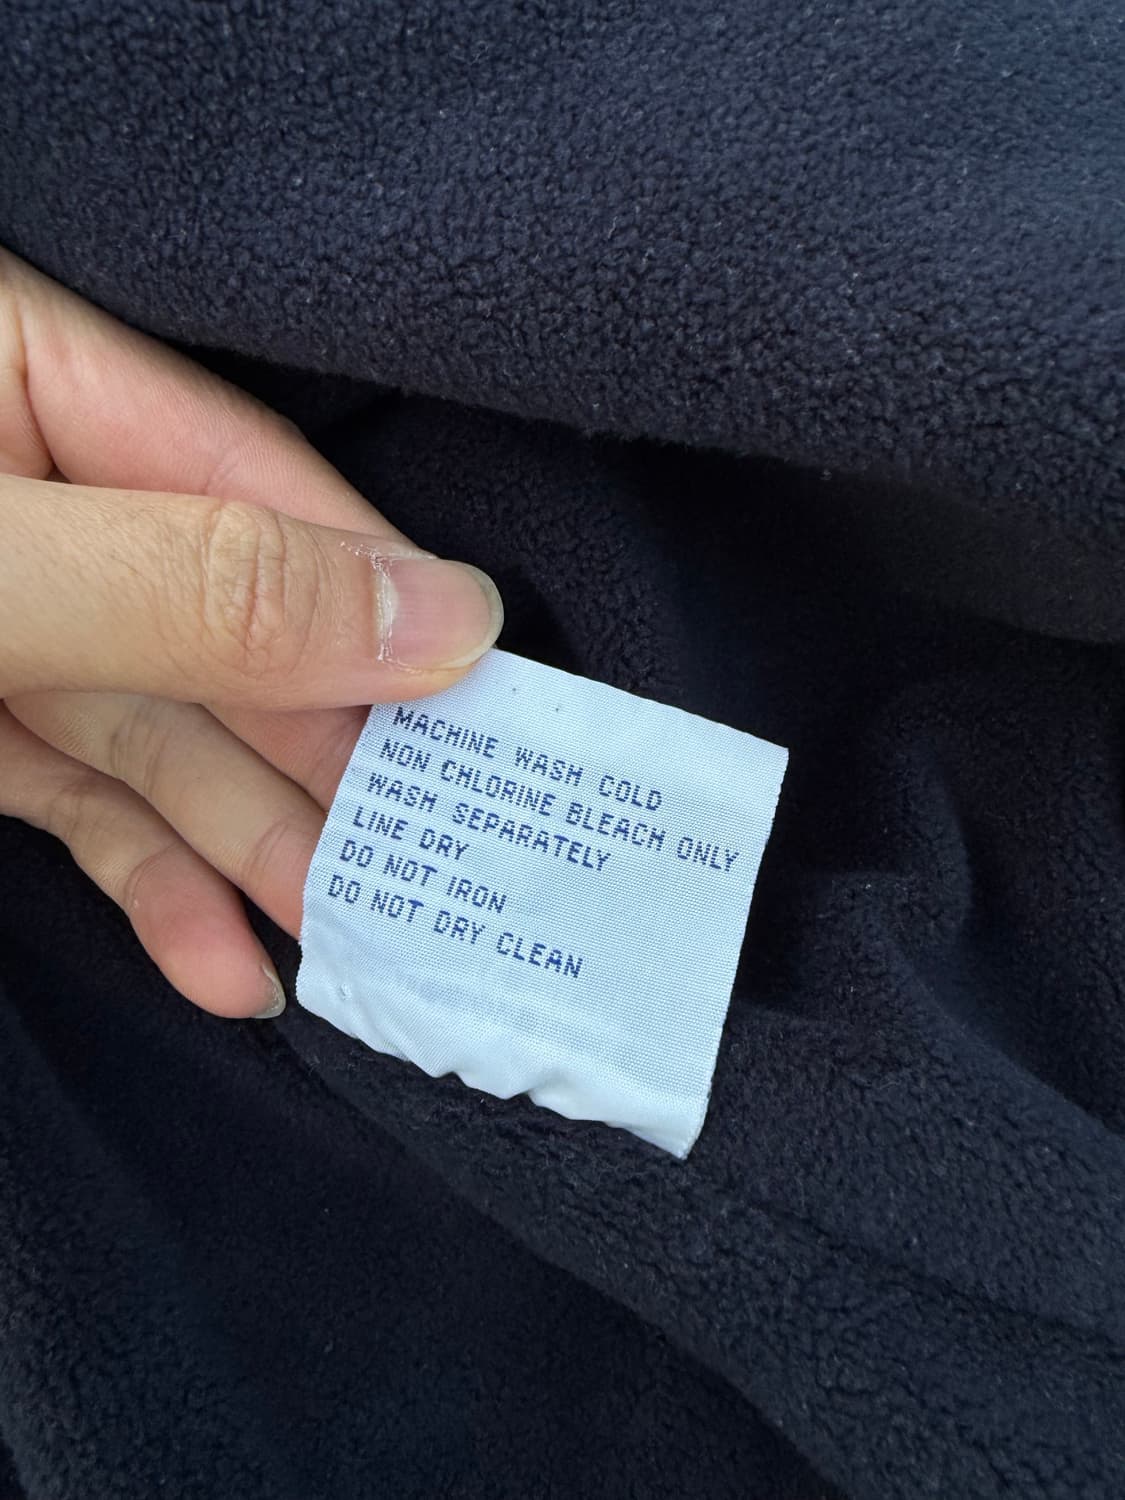 MACHINE WASH COLD
NON CHLORINE BLEACH ONLY
WASH SEPARATELY
LINE DRY
DO NOT IRON
DO NOT DRY CLEAN